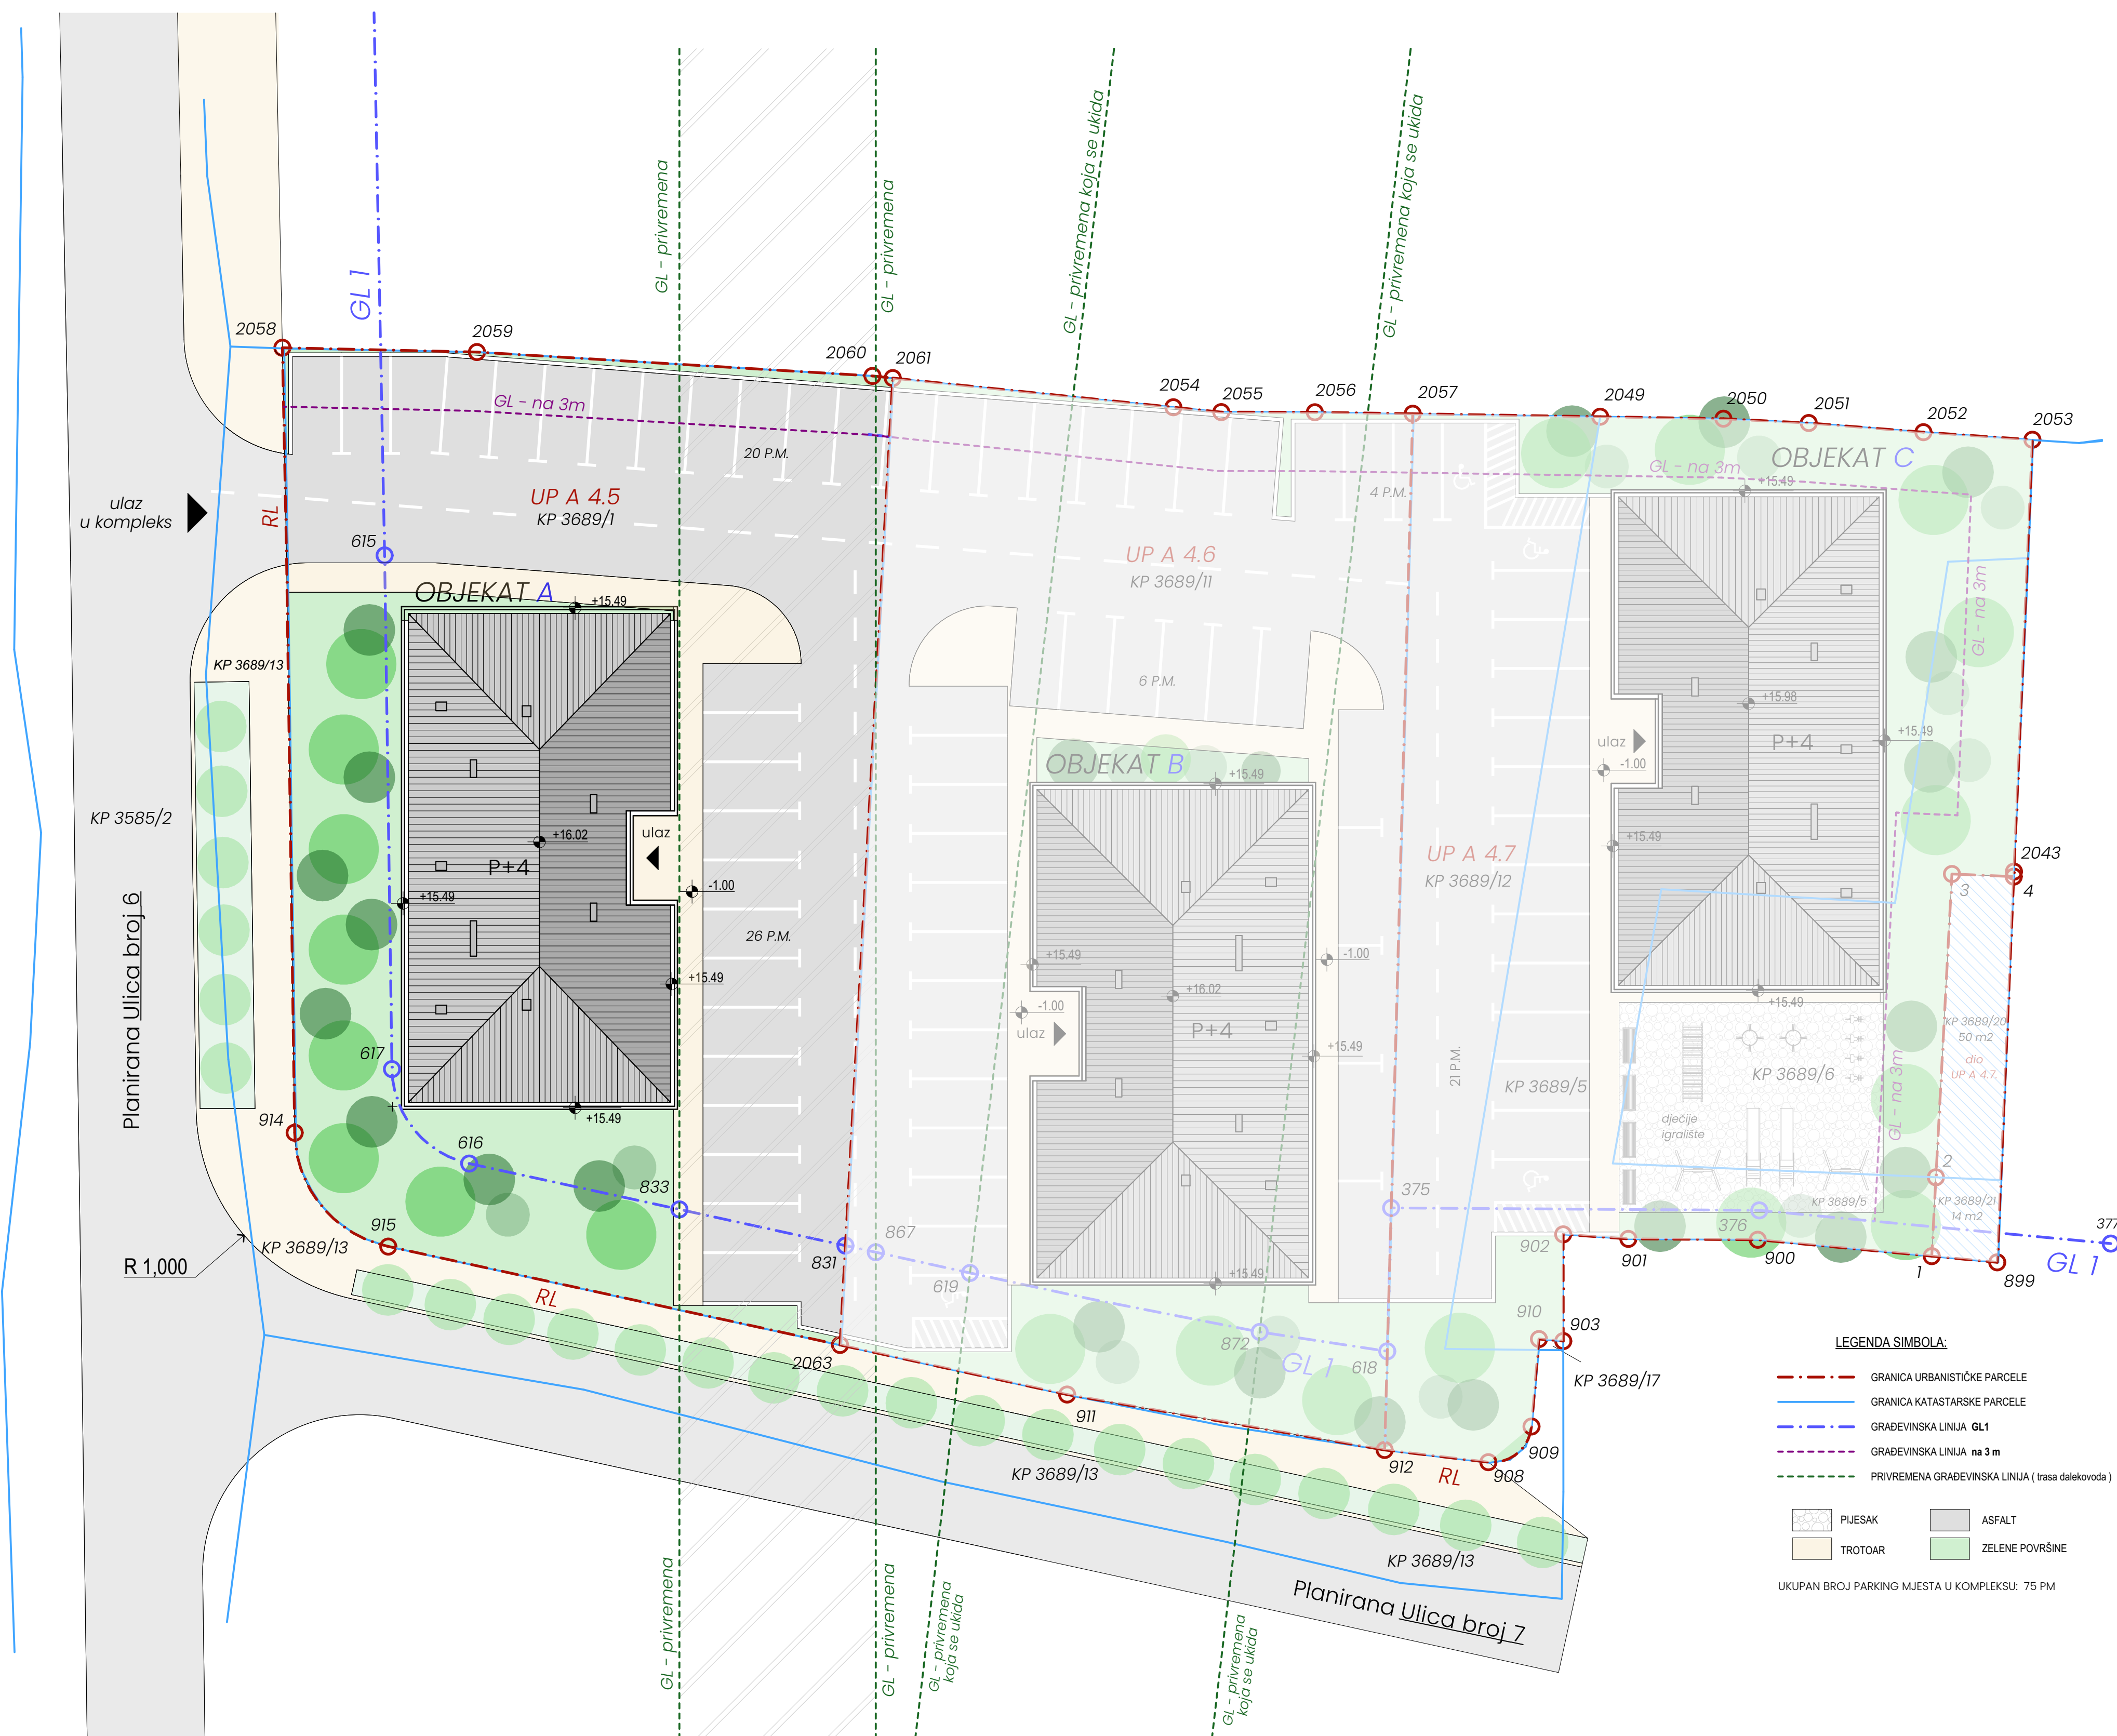 GL 1
GL - privremena
GL - privremena
GL - privremena koja se ukida
GL - privremena koja se ukida
2058
2059
2060
2061
2054
2055
2056
2057
2049
2050
2051
2052
2053
GL - na 3m
20 P.M.
4 P.M.
GL - na 3m
OBJEKAT C
+15.49
ulaz
u kompleks
RL
UP A 4.5
KP 3689/1
615
UP A 4.6
KP 3689/11
OBJEKAT A
+15.49
GL - na 3m
KP 3689/13
6 P.M.
+15.98
P+4
+15.49
ulaz
-1.00
OBJEKAT B
+15.49
KP 3585/2
+16.02
P+4
ulaz
-1.00
+15.49
+15.49
UP A 4.7
KP 3689/12
2043
3
4
Planirana Ulica broj 6
26 P.M.
+15.49
+15.49
-1.00
+15.49
+16.02
-1.00
ulaz
P+4
+15.49
+15.49
KP 3689/20
50 m2
dio
UP A 4.7.
617
21 P.M.
KP 3689/5
KP 3689/6
GL - na 3m
dječije
igralište
914
+15.49
616
833
2
KP 3689/5
KP 3689/21
14 m2
375
376
377
915
KP 3689/13
R 1,000
831
867
619
+15.49
902
901
900
1
899
GL 1
RL
2063
872
GL 1
618
910
903
KP 3689/17
911
912
RL
908
909
KP 3689/13
KP 3689/13
Planirana Ulica broj 7
GL - privremena
GL - privremena
GL - privremena
koja se ukida
GL - privremena
koja se ukida
LEGENDA SIMBOLA:
GRANICA URBANISTIČKE PARCELE
GRANICA KATASTARSKE PARCELE
GRAĐEVINSKA LINIJA GL1
GRAĐEVINSKA LINIJA na 3 m
PRIVREMENA GRAĐEVINSKA LINIJA ( trasa dalekovoda )
PIJESAK
ASFALT
TROTOAR
ZELENE POVRŠINE
UKUPAN BROJ PARKING MJESTA U KOMPLEKSU: 75 PM